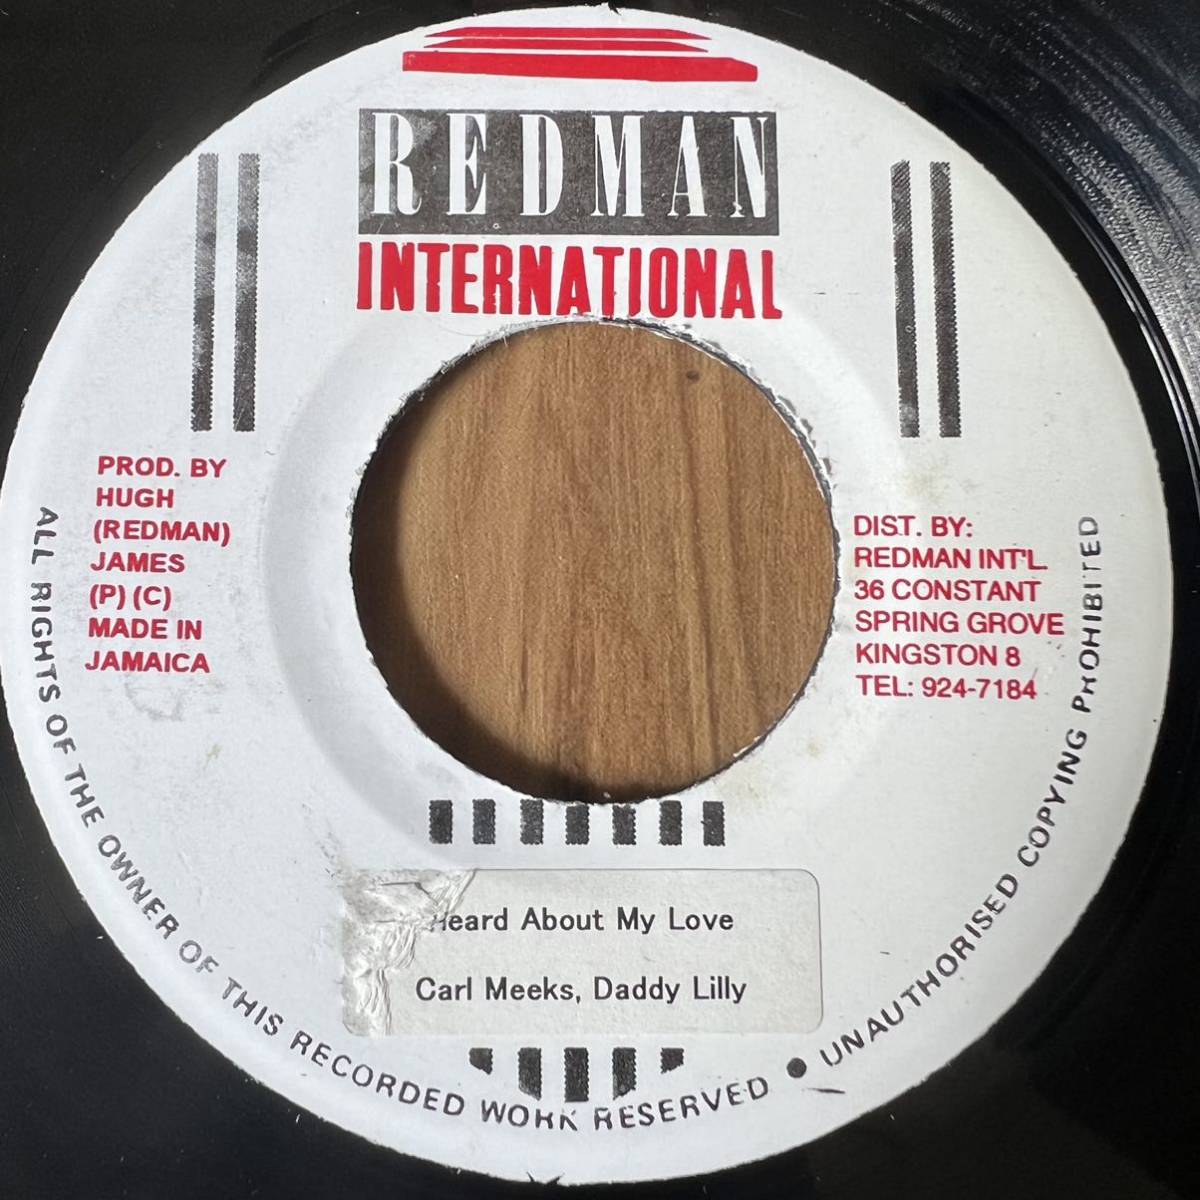 REDMAN
INTERNATIONAL
PROD. BY
HUGH
(REDMAN)
JAMES
(P) (C)
MADE IN
JAMAICA
DIST. BY:
REDMAN INT'L
36 CONSTANT
SPRING GROVE
KINGSTON 8
TEL: 924-7184
Heard About My Love
Carl Meeks, Daddy Lilly
ALL RIGHTS OF THE OWNER OF THIS RECORDED WORK RESERVED • UNAUTHORISED COPYING PROHIBITED